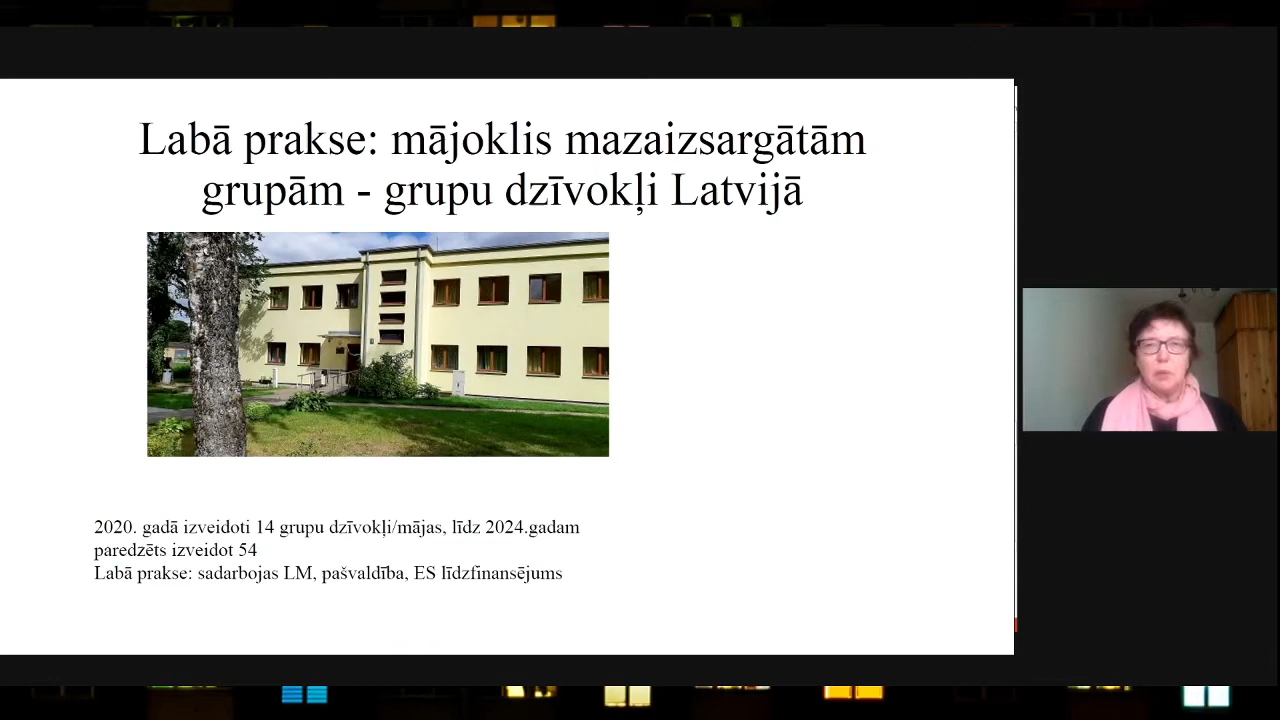 Labā prakse: mājoklis mazaizsargātām
grupām - grupu dzīvokļi Latvijā
2020. gadā izveidoti 14 grupu dzīvokļi/mājas, līdz 2024.gadam
paredzēts izveidot 54
Labā prakse: sadarbojas LM, pašvaldība, ES līdzfinansējums